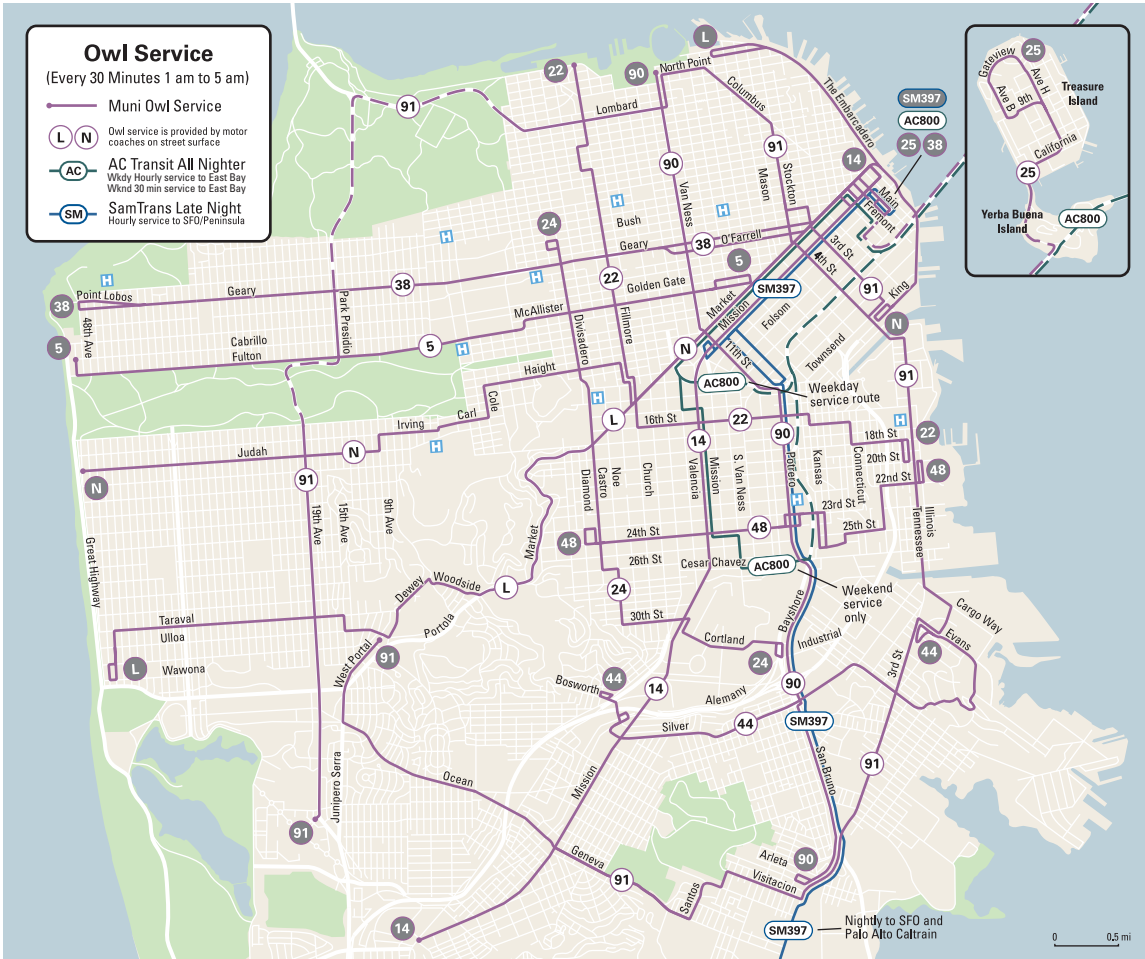 Owl Service
(Every 30 Minutes 1 am to 5 am)
Muni Owl Service
L N
Owl service is provided by motor
coaches on street surface
AC
AC Transit All Nighter
Wkdy Hourly service to East Bay
Wknd 30 min service to East Bay
SM
SamTrans Late Night
Hourly service to SFO/Peninsula
L
22
90
North Point
91
Lombard
Columbus
The Embarcadero
SM397
AC800
25 38
Gateview
25
Ave H
Ave B
9th
Treasure
Island
California
25
Yerba Buena
Island
AC800
91
90
Van Ness
Mason
Stockton
14
Main
Fremont
H
H
H
24
Bush
Geary
38
O'Farrell
3rd St
4th St
H
H
22
5
Golden Gate
SM397
91
King
38
Point Lobos
Geary
38
Park Presidio
McAllister
Market
Mission
Folsom
N
48th Ave
5
Cabrillo
Fulton
5
H
Divisadero
Fillmore
N
11th St
Townsend
91
Haight
AC800
Weekday
service route
Cole
Carl
Irving
H
H
L
16th St
22
90
H
22
18th St
20th St
22nd St
48
Judah
N
N
91
14
Valencia
Mission
S. Van Ness
Potrero
Kansas
Connecticut
Diamond
Castro
Noe
Church
19th Ave
15th Ave
9th Ave
Market
H
23rd St
25th St
Illinois
Tennessee
48
24th St
48
26th St
Cesar Chavez
AC800
Weekend
service
only
Great Highway
Dewey
Woodside
L
24
Bayshore
Industrial
Cargo Way
Taraval
Ulloa
Wawona
L
Portola
West Portal
91
30th St
Cortland
24
Evans
44
3rd St
Bosworth
44
14
Alemany
90
Silver
44
SM397
San Bruno
91
Junipero Serra
Ocean
Mission
91
Geneva
91
Santos
Arleta
90
Visitacion
14
SM397
Nightly to SFO and
Palo Alto Caltrain
0 0.5 mi